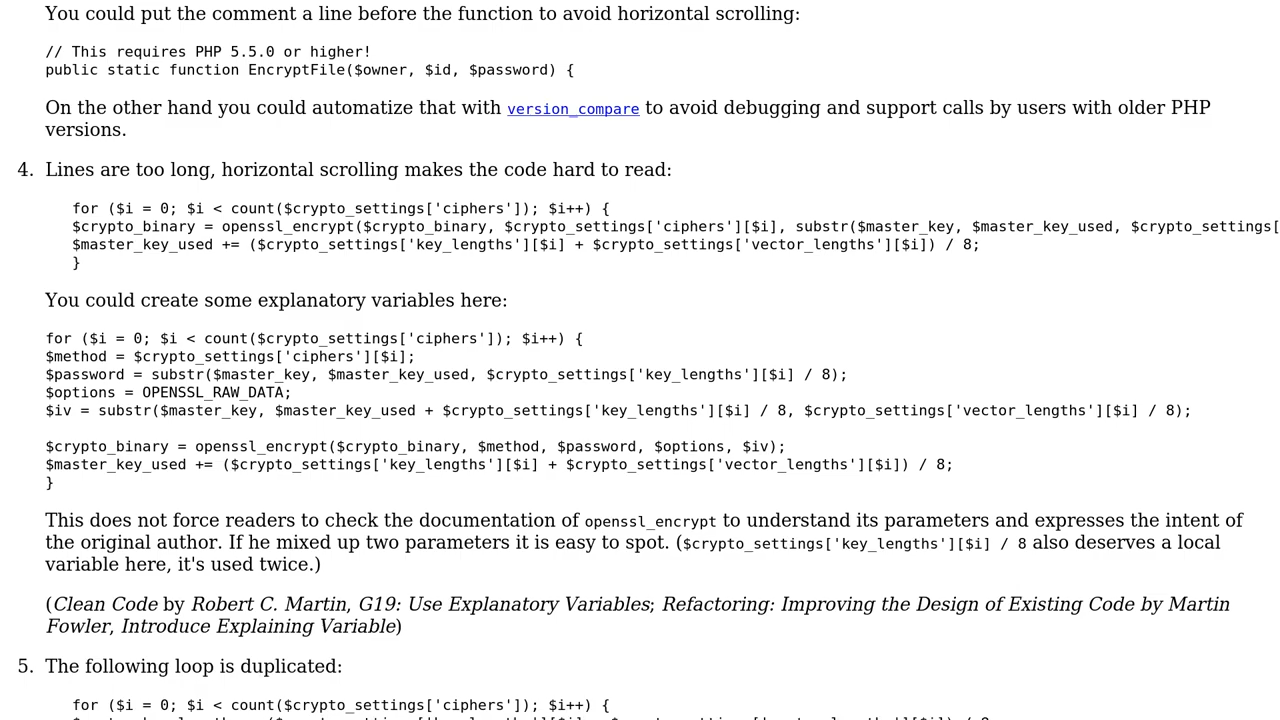 You could put the comment a line before the function to avoid horizontal scrolling:
// This requires PHP 5.5.0 or higher!
public static function EncryptFile($owner, $id, $password) {
On the other hand you could automatize that with version_compare to avoid debugging and support calls by users with older PHP
versions.
4. Lines are too long, horizontal scrolling makes the code hard to read:
for ($i = 0; $i < count($crypto_settings['ciphers']); $i++) {
$crypto_binary = openssl_encrypt($crypto_binary, $crypto_settings['ciphers'][$i], substr($master_key, $master_key_used, $crypto_settings[
$master_key_used += ($crypto_settings['key_lengths'][$i] + $crypto_settings['vector_lengths'][$i]) / 8;
}
You could create some explanatory variables here:
for ($i = 0; $i < count($crypto_settings['ciphers']); $i++) {
$method = $crypto_settings['ciphers'][$i];
$password = substr($master_key, $master_key_used, $crypto_settings['key_lengths'][$i] / 8);
$options = OPENSSL_RAW_DATA;
$iv = substr($master_key, $master_key_used + $crypto_settings['key_lengths'][$i] / 8, $crypto_settings['vector_lengths'][$i] / 8);
$crypto_binary = openssl_encrypt($crypto_binary, $method, $password, $options, $iv);
$master_key_used += ($crypto_settings['key_lengths'][$i] + $crypto_settings['vector_lengths'][$i]) / 8;
}
This does not force readers to check the documentation of openssl_encrypt to understand its parameters and expresses the intent of
the original author. If he mixed up two parameters it is easy to spot. ($crypto_settings['key_lengths'][$i] / 8 also deserves a local
variable here, it's used twice.)
(Clean Code by Robert C. Martin, G19: Use Explanatory Variables; Refactoring: Improving the Design of Existing Code by Martin
Fowler, Introduce Explaining Variable)
5. The following loop is duplicated:
for ($i = 0; $i < count($crypto_settings['ciphers']); $i++) {